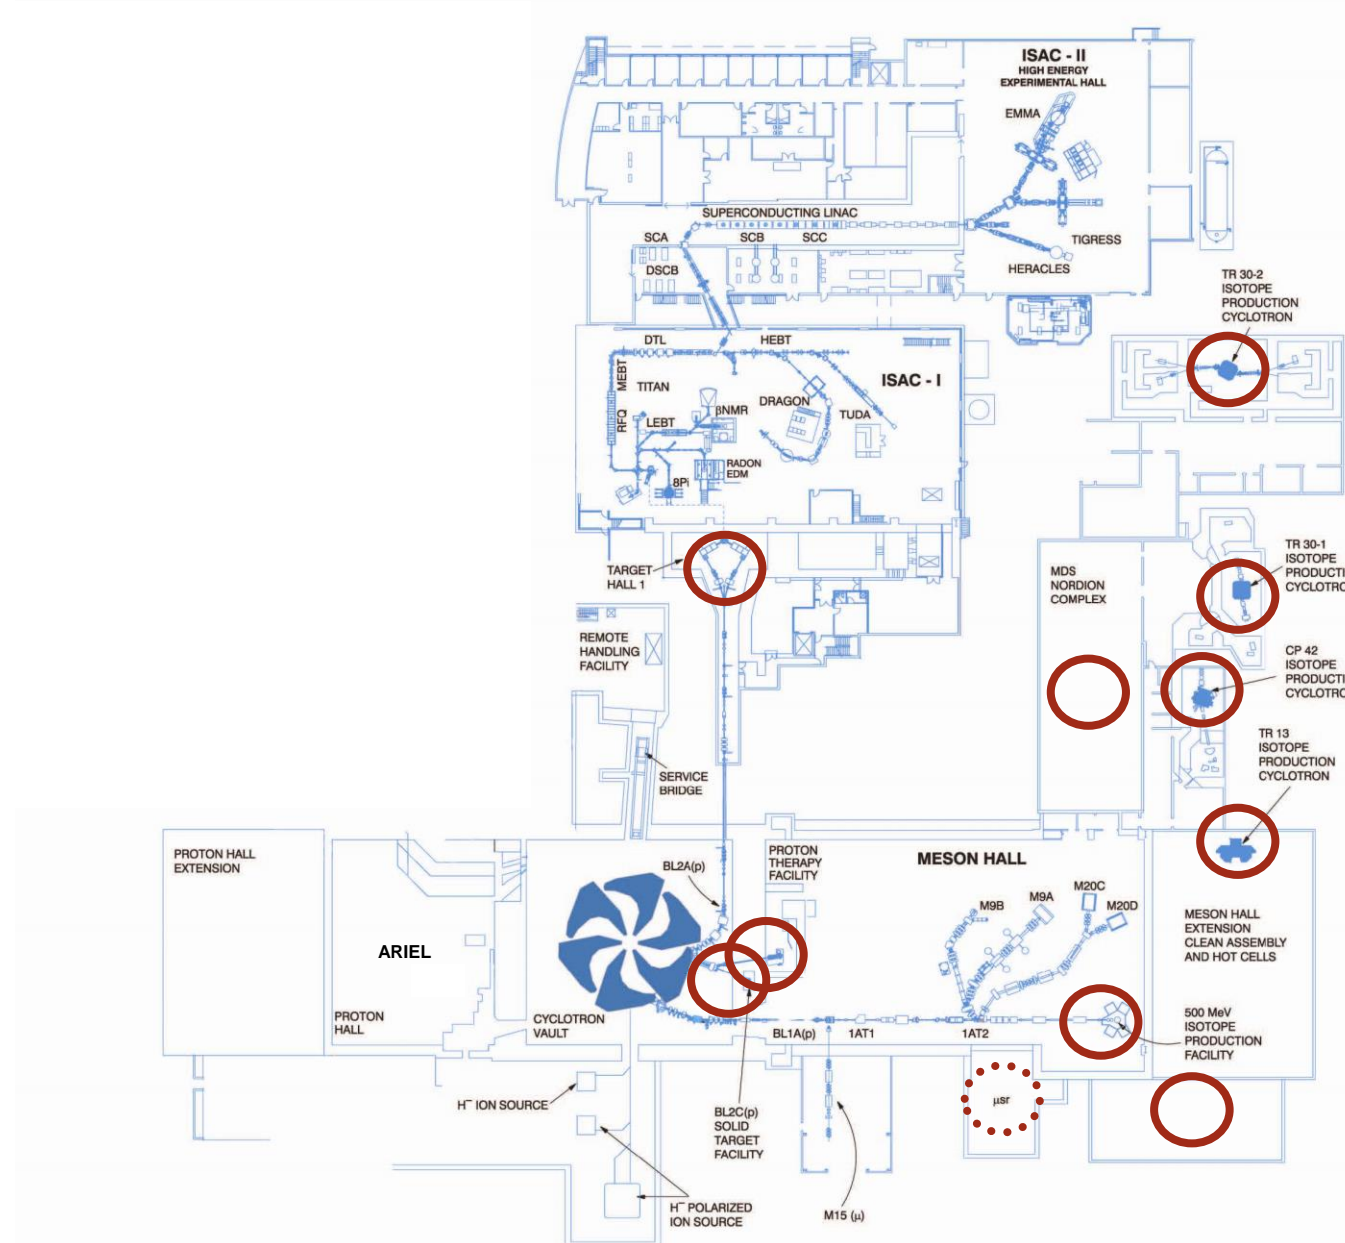 ISAC - II
HIGH ENERGY
EXPERIMENTAL HALL
EMMA
SUPERCONDUCTING LINAC
SCA
SCB
SCC
DSCB
TIGRESS
HERACLES
TR 30-2
ISOTOPE
PRODUCTION
CYCLOTRON
DTL
HEBT
MEBT
TITAN
ISAC - I
RFQ
LEBT
βNMR
DRAGON
TUDA
RADON
EDM
8Pi
TARGET
HALL 1
MDS
NORDION
COMPLEX
TR 30-1
ISOTOPE
PRODUCTI
CYCLOTRO
REMOTE
HANDLING
FACILITY
CP 42
ISOTOPE
PRODUCTI
CYCLOTRO
SERVICE
BRIDGE
TR 13
ISOTOPE
PRODUCTION
CYCLOTRON
PROTON HALL
EXTENSION
BL2A(p)
PROTON
THERAPY
FACILITY
MESON HALL
M9B
M9A
M20C
M20D
MESON HALL
EXTENSION
CLEAN ASSEMBLY
AND HOT CELLS
ARIEL
PROTON
HALL
CYCLOTRON
VAULT
BL1A(p)
1AT1
1AT2
500 MeV
ISOTOPE
PRODUCTION
FACILITY
H⁻ ION SOURCE
BL2C(p)
SOLID
TARGET
FACILITY
μsr
H⁻ POLARIZED
ION SOURCE
M15 (μ)